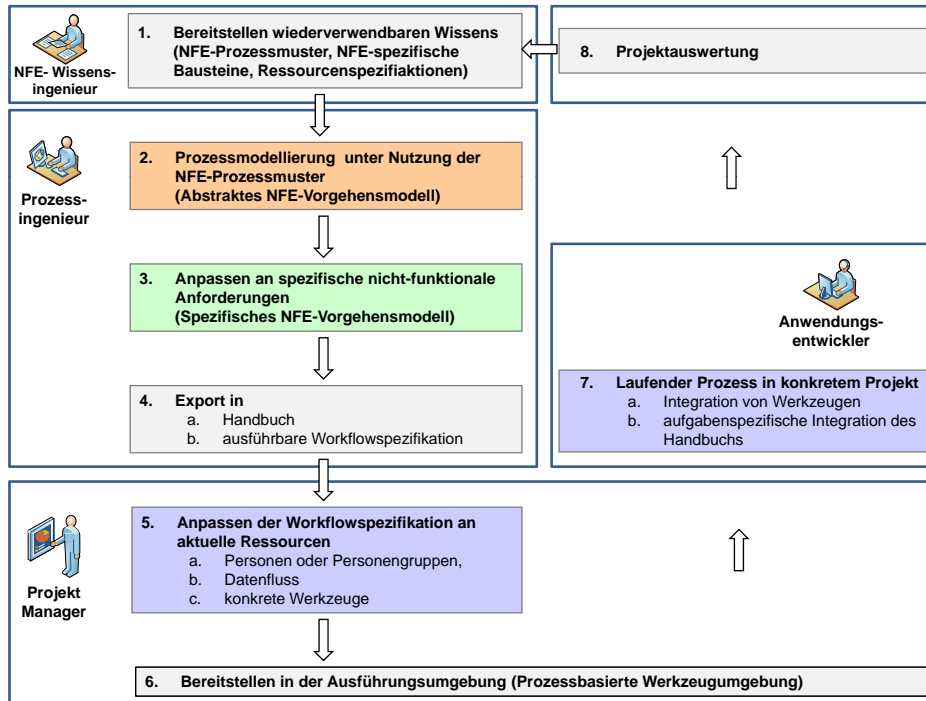 NFE- Wissens-
ingenieur
1. Bereitstellen wiederverwendbaren Wissens
(NFE-Prozessmuster, NFE-spezifische
Bausteine, Ressourcenspezifiaktionen)
8. Projektauswertung
Prozess-
ingenieur
2. Prozessmodellierung unter Nutzung der
NFE-Prozessmuster
(Abstraktes NFE-Vorgehensmodell)
3. Anpassen an spezifische nicht-funktionale
Anforderungen
(Spezifisches NFE-Vorgehensmodell)
4. Export in
a. Handbuch
b. ausführbare Workflowspezifikation
Anwendungs-
entwickler
7. Laufender Prozess in konkretem Projekt
a. Integration von Werkzeugen
b. aufgabenspezifische Integration des
Handbuchs
Projekt
Manager
5. Anpassen der Workflowspezifikation an
aktuelle Ressourcen
a. Personen oder Personengruppen,
b. Datenfluss
c. konkrete Werkzeuge
6. Bereitstellen in der Ausführungsumgebung (Prozessbasierte Werkzeugumgebung)